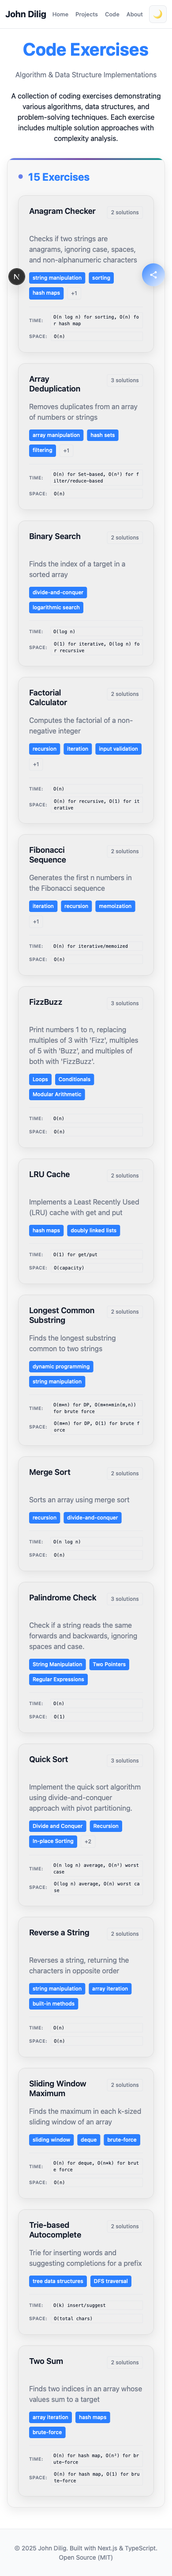 John Dilig Home Projects Code About
Code Exercises
Algorithm & Data Structure Implementations
A collection of coding exercises demonstrating
various algorithms, data structures, and
problem-solving techniques. Each exercise
includes multiple solution approaches with
complexity analysis.
15 Exercises
Anagram Checker 2 solutions
Checks if two strings are
anagrams, ignoring case, spaces,
and non-alphanumeric characters
string manipulation sorting
hash maps +1
TIME: O(n log n) for sorting, O(n) fo
r hash map
SPACE: O(n)
Array 3 solutions
Deduplication
Removes duplicates from an array
of numbers or strings
array manipulation hash sets
filtering +1
TIME: O(n) for Set-based, O(n²) for f
ilter/reduce-based
SPACE: O(n)
Binary Search 2 solutions
Finds the index of a target in a
sorted array
divide-and-conquer
logarithmic search
TIME: O(log n)
SPACE: O(1) for iterative, O(log n) fo
r recursive
Factorial 2 solutions
Calculator
Computes the factorial of a non-
negative integer
recursion iteration input validation
+1
TIME: O(n)
SPACE: O(n) for recursive, O(1) for it
erative
Fibonacci 2 solutions
Sequence
Generates the first n numbers in
the Fibonacci sequence
iteration recursion memoization
+1
TIME: O(n) for iterative/memoized
SPACE: O(n)
FizzBuzz 3 solutions
Print numbers 1 to n, replacing
multiples of 3 with 'Fizz', multiples
of 5 with 'Buzz', and multiples of
both with 'FizzBuzz'.
Loops Conditionals
Modular Arithmetic
TIME: O(n)
SPACE: O(n)
LRU Cache 2 solutions
Implements a Least Recently Used
(LRU) cache with get and put
hash maps doubly linked lists
TIME: O(1) for get/put
SPACE: O(capacity)
Longest Common 2 solutions
Substring
Finds the longest substring
common to two strings
dynamic programming
string manipulation
TIME: O(m×n) for DP, O(m×n×min(m,n))
for brute force
SPACE: O(m×n) for DP, O(1) for brute f
orce
Merge Sort 2 solutions
Sorts an array using merge sort
recursion divide-and-conquer
TIME: O(n log n)
SPACE: O(n)
Palindrome Check 3 solutions
Check if a string reads the same
forwards and backwards, ignoring
spaces and case.
String Manipulation Two Pointers
Regular Expressions
TIME: O(n)
SPACE: O(1)
Quick Sort 3 solutions
Implement the quick sort algorithm
using divide-and-conquer
approach with pivot partitioning.
Divide and Conquer Recursion
In-place Sorting +2
TIME: O(n log n) average, O(n²) worst
case
SPACE: O(log n) average, O(n) worst ca
se
Reverse a String 2 solutions
Reverses a string, returning the
characters in opposite order
string manipulation array iteration
built-in methods
TIME: O(n)
SPACE: O(n)
Sliding Window 2 solutions
Maximum
Finds the maximum in each k-sized
sliding window of an array
sliding window deque brute-force
TIME: O(n) for deque, O(n×k) for brut
e force
SPACE: O(n)
Trie-based 2 solutions
Autocomplete
Trie for inserting words and
suggesting completions for a prefix
tree data structures DFS traversal
TIME: O(k) insert/suggest
SPACE: O(total chars)
Two Sum 2 solutions
Finds two indices in an array whose
values sum to a target
array iteration hash maps
brute-force
TIME: O(n) for hash map, O(n²) for br
ute-force
SPACE: O(n) for hash map, O(1) for bru
te-force
© 2025 John Dilig. Built with Next.js & TypeScript.
Open Source (MIT)